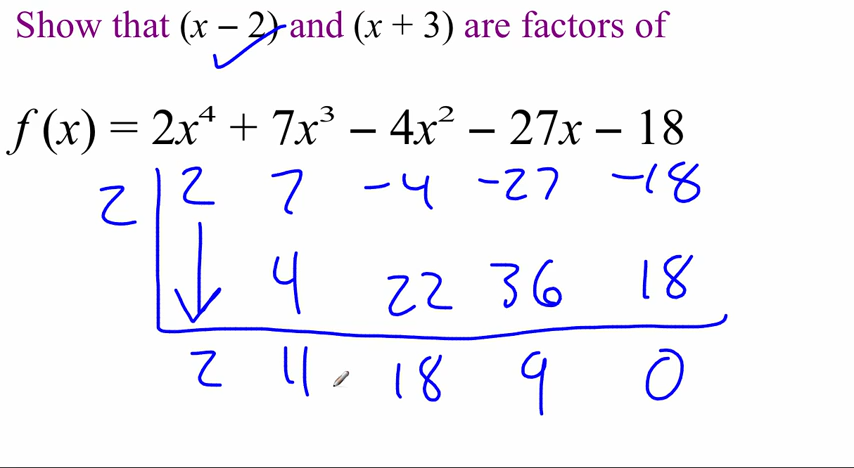 Show that (x – 2) and (x + 3) are factors of
f (x) = 2x⁴ + 7x³ – 4x² – 27x – 18
2 2 7 -4 -27 -18
4 22 36 18
2 11 18 9 0